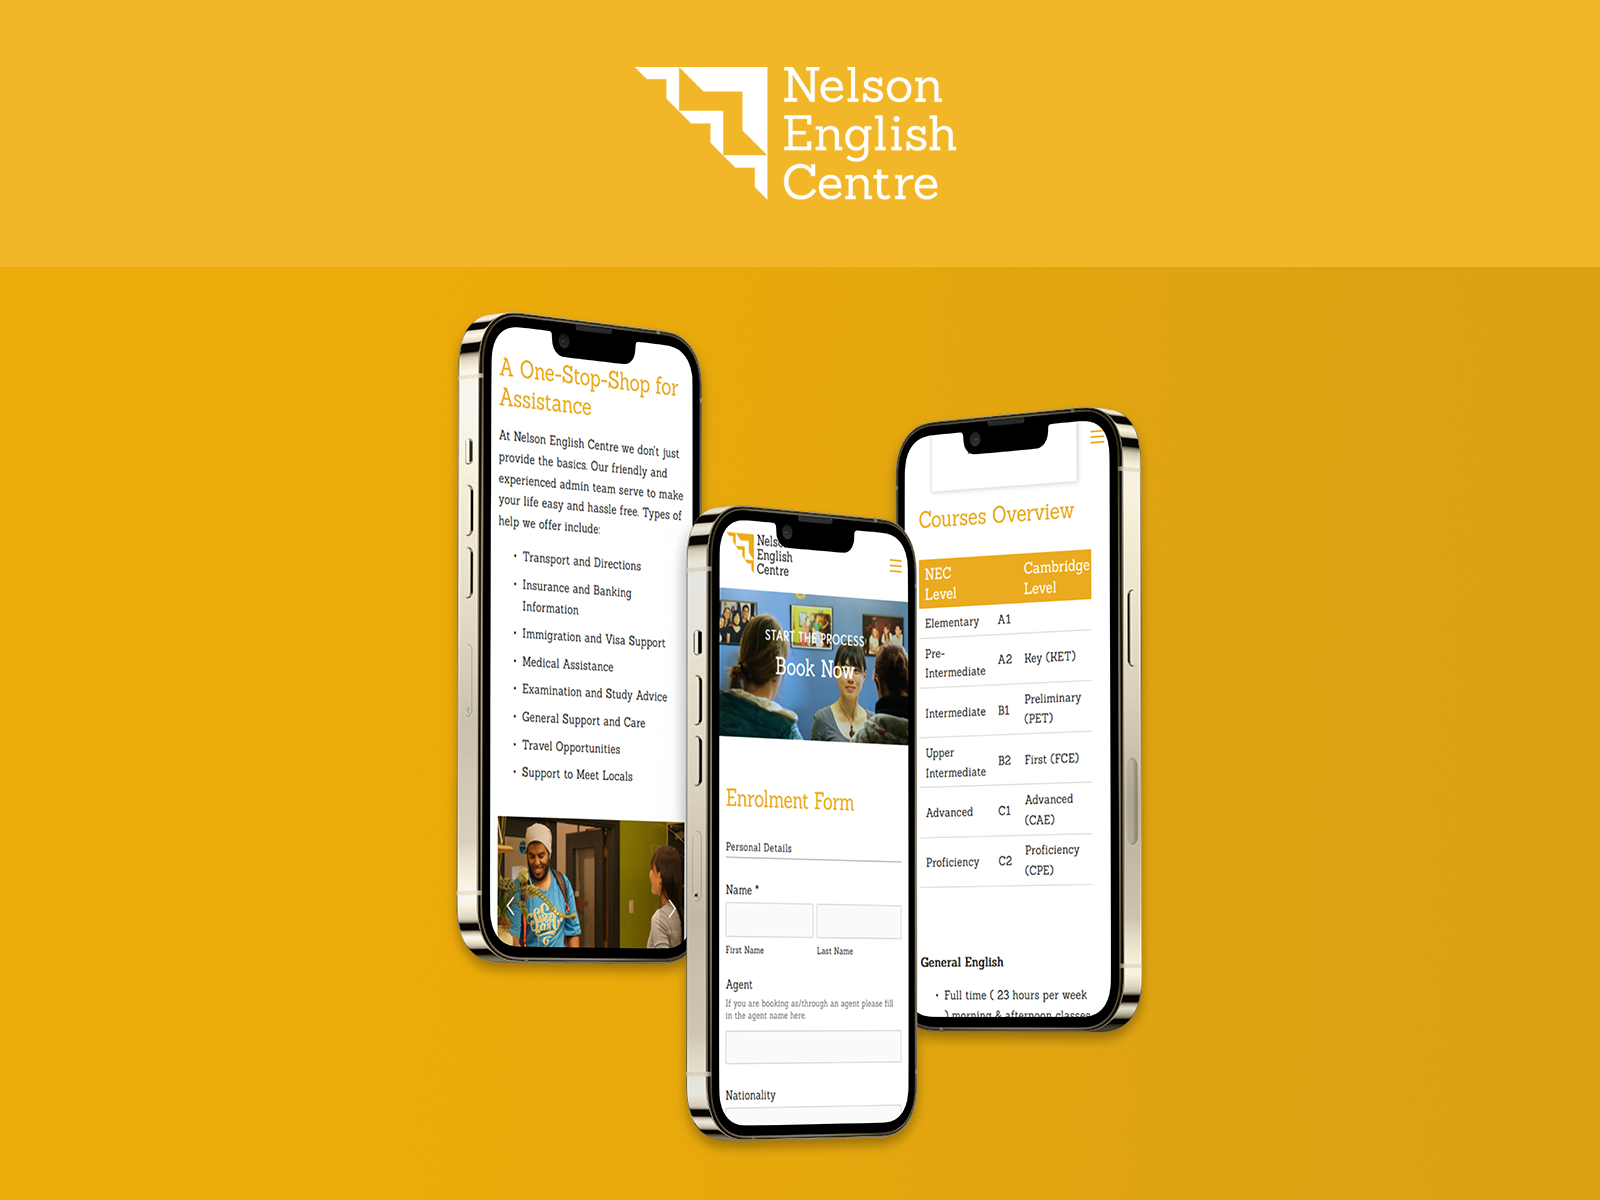 Nelson
English
Centre
A One-Stop-Shop for
Assistance
At Nelson English Centre we don't just
provide the basics. Our friendly and
experienced admin team serve to make
your life easy and hassle free. Types of
help we offer include:
• Transport and Directions
• Insurance and Banking
Information
• Immigration and Visa Support
• Medical Assistance
• Examination and Study Advice
• General Support and Care
• Travel Opportunities
• Support to Meet Locals
Nelson
English
Centre
START THE PROCESS
Book Now
Enrolment Form
Personal Details
Name *
First Name Last Name
Agent
If you are booking as/through an agent please fill
in the agent name here.
Nationality
Courses Overview
NEC Cambridge
Level Level
Elementary A1
Pre-
Intermediate A2 Key (KET)
Intermediate B1 Preliminary
(PET)
Upper
Intermediate B2 First (FCE)
Advanced C1 Advanced
(CAE)
Proficiency C2 Proficiency
(CPE)
General English
• Full time ( 23 hours per week
) morning & afternoon classes